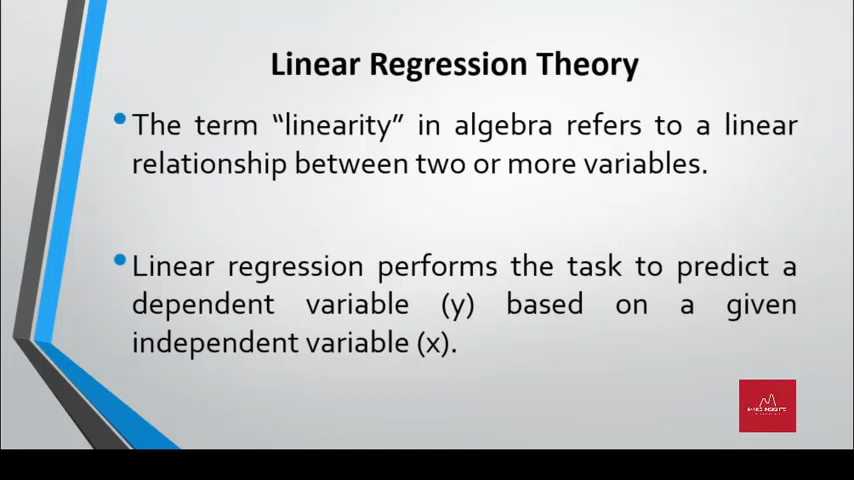 Linear Regression Theory
The term “linearity” in algebra refers to a linear
relationship between two or more variables.
Linear regression performs the task to predict a
dependent variable (y) based on a given
independent variable (x).